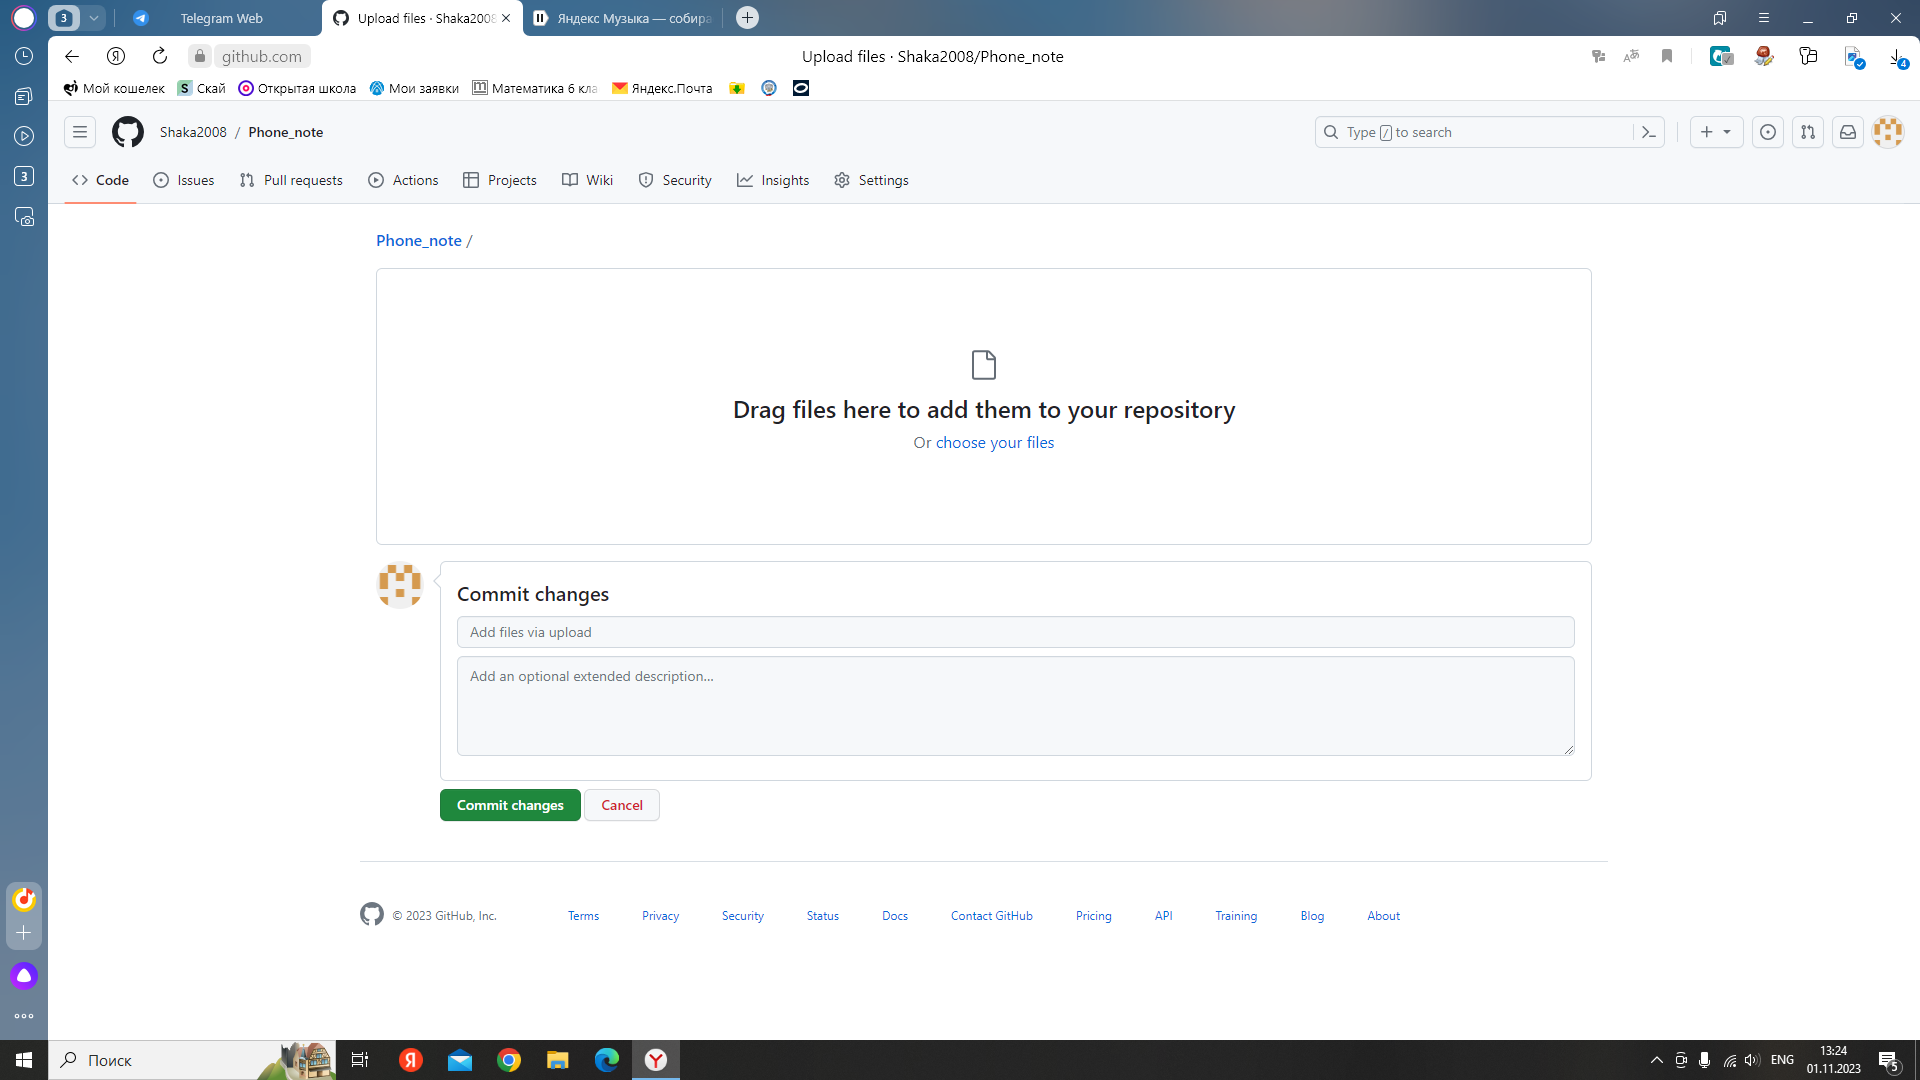 3
Telegram Web
Upload files · Shaka2008
Яндекс Музыка — собира
github.com
Upload files · Shaka2008/Phone_note
4
Мой кошелек
S Скай
Открытая школа
Мои заявки
Математика 6 кла
Яндекс.Почта
Shaka2008 / Phone_note
Type / to search
3
Code
Issues
Pull requests
Actions
Projects
Wiki
Security
Insights
Settings
Phone_note /
Drag files here to add them to your repository
Or choose your files
Commit changes
Add files via upload
Add an optional extended description...
Commit changes
Cancel
© 2023 GitHub, Inc.
Terms
Privacy
Security
Status
Docs
Contact GitHub
Pricing
API
Training
Blog
About
Поиск
ENG
13:24
01.11.2023
5